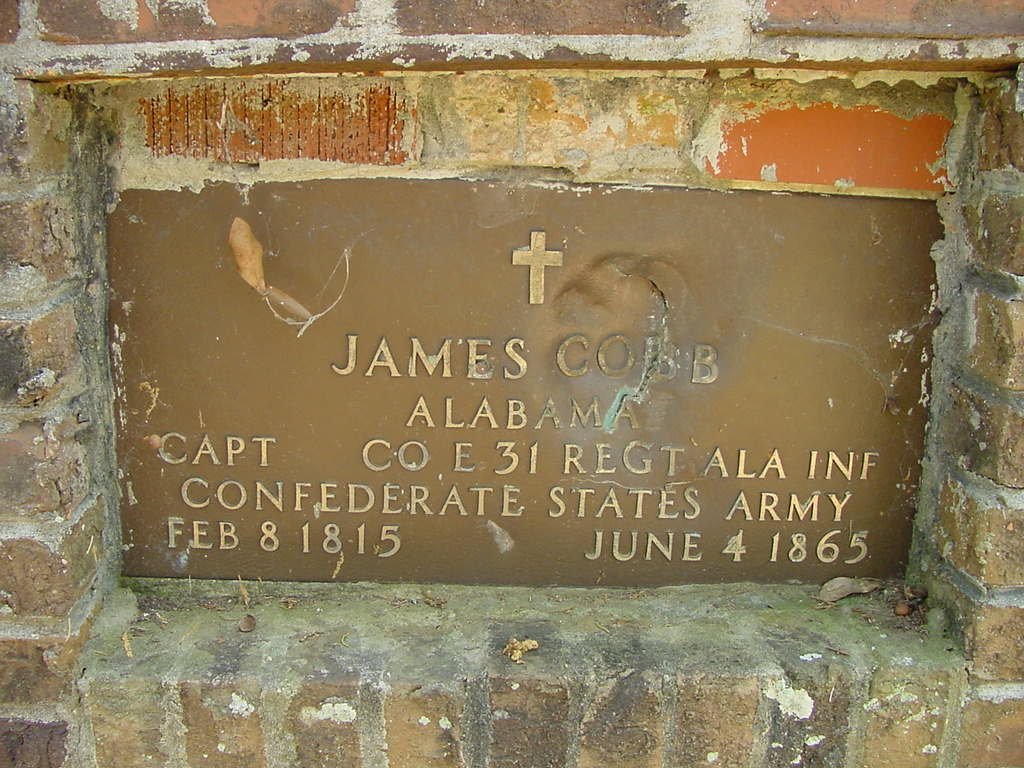 JAMES COBB
ALABAMA
CAPT CO E 31 REGT ALA INF
CONFEDERATE STATES ARMY
FEB 8 1815 JUNE 4 1865